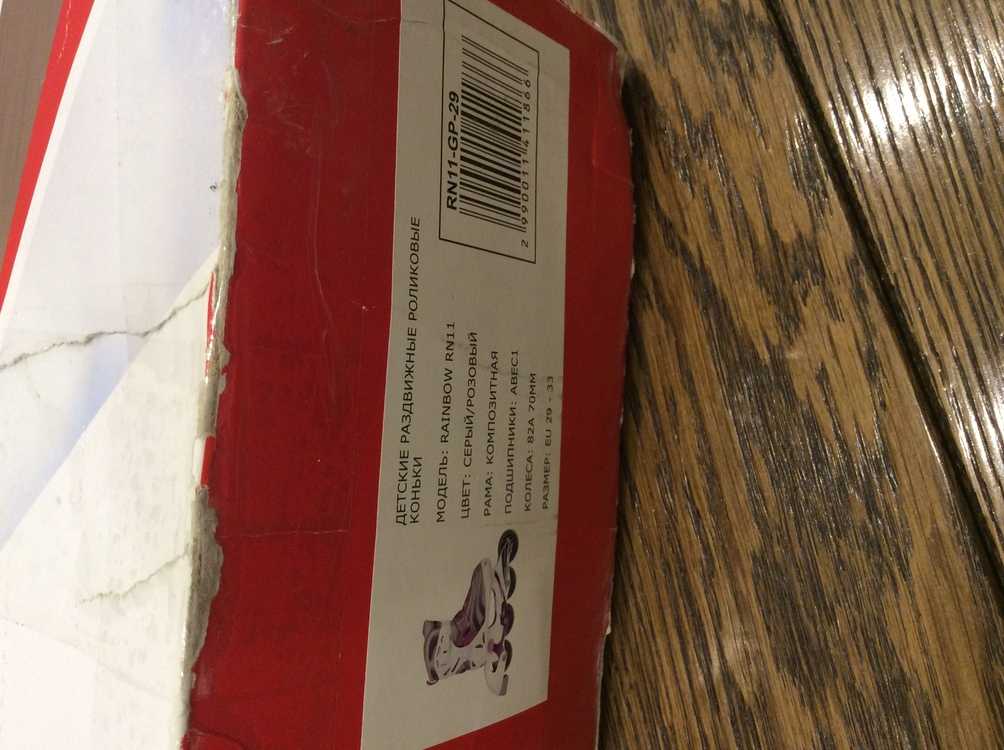 ДЕТСКИЕ РАЗДВИЖНЫЕ РОЛИКОВЫЕ
КОНЬКИ
МОДЕЛЬ: RAINBOW RN11
ЦВЕТ: СЕРЫЙ/РОЗОВЫЙ
РАМА: КОМПОЗИТНАЯ
ПОДШИПНИКИ: ABEC1
КОЛЕСА: 82A 70MM
РАЗМЕР: EU 29 - 33
RN11-GP-29
2 990011 411866